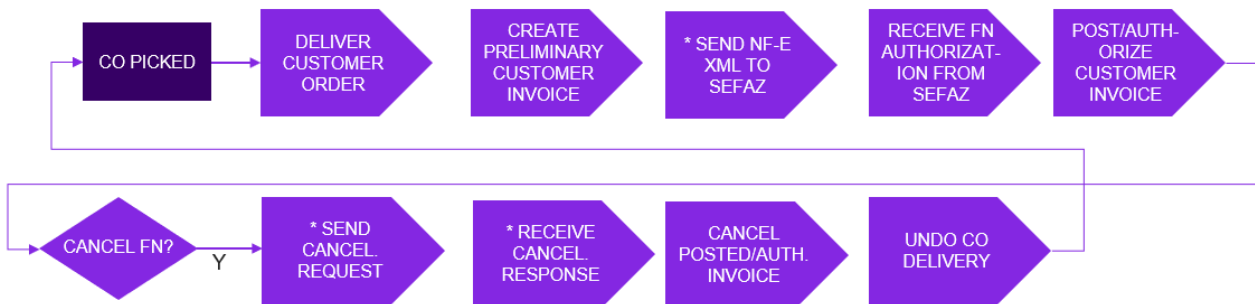 CO PICKED
DELIVER
CUSTOMER
ORDER
CREATE
PRELIMINARY
CUSTOMER
INVOICE
* SEND NF-E
XML TO
SEFAZ
RECEIVE FN
AUTHORIZAT-
ION FROM
SEFAZ
POST/AUTH-
ORIZE
CUSTOMER
INVOICE
CANCEL FN?
Y
* SEND
CANCEL.
REQUEST
* RECEIVE
CANCEL.
RESPONSE
CANCEL
POSTED/AUTH.
INVOICE
UNDO CO
DELIVERY